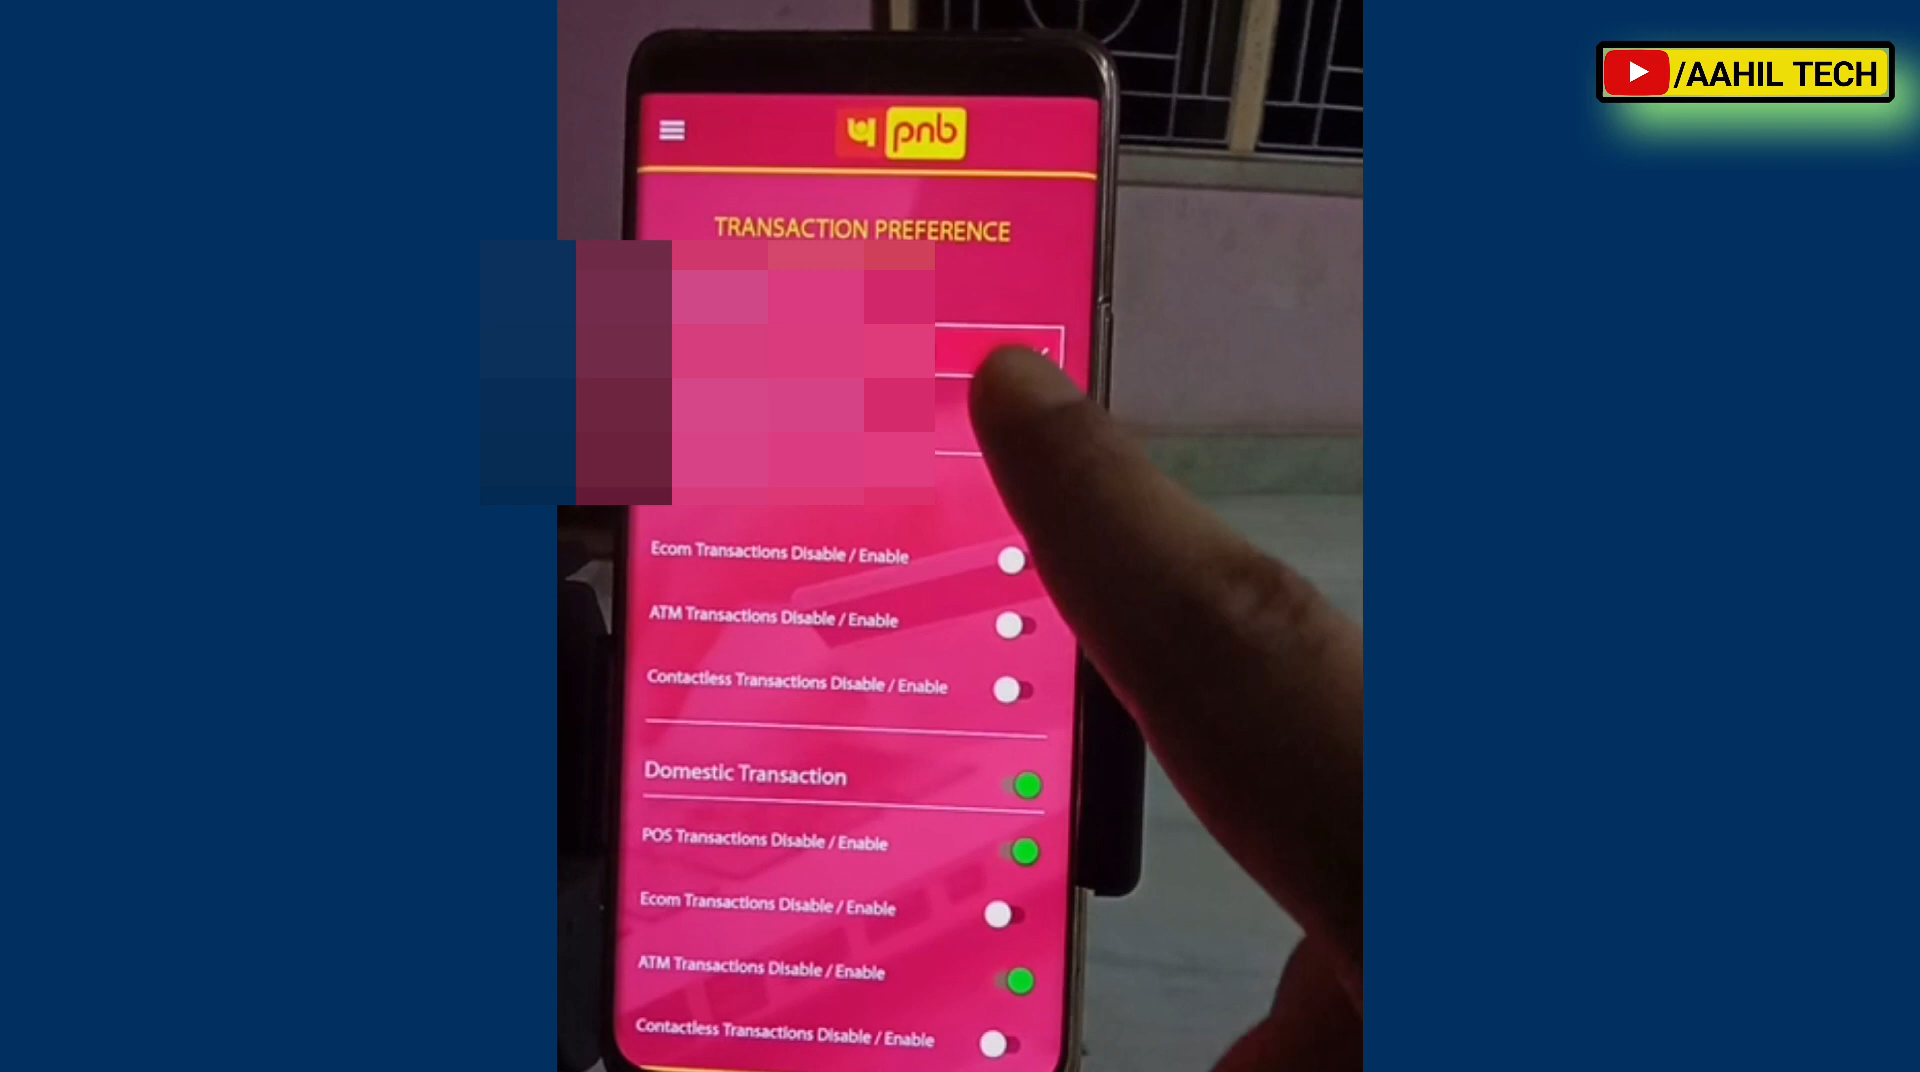 /AAHIL TECH
प pnb
TRANSACTION PREFERENCE
Ecom Transactions Disable / Enable
ATM Transactions Disable / Enable
Contactless Transactions Disable / Enable
Domestic Transaction
POS Transactions Disable / Enable
Ecom Transactions Disable / Enable
ATM Transactions Disable / Enable
Contactless Transactions Disable / Enable